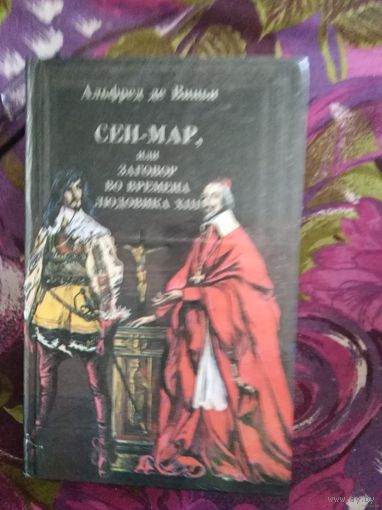 Альфред де Виньи
СЕН-МАР,
или
ЗАГОВОР
ВО ВРЕМЕНА
ЛЮДОВИКА XIII